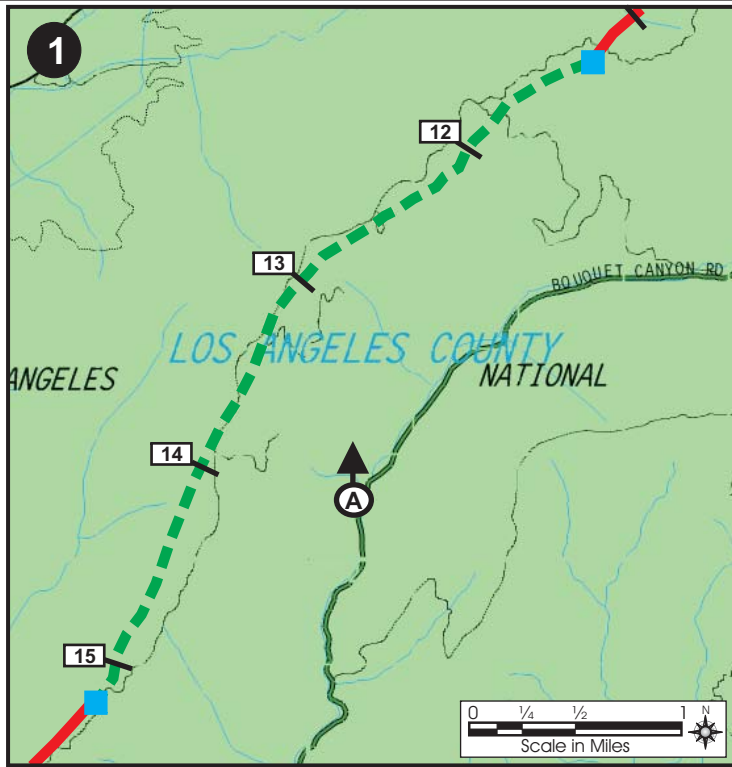 1
12
BOUQUET CANYON RD
13
LOS ANGELES COUNTY
ANGELES
NATIONAL
14
A
15
0 ¼ ½ 1 N
Scale in Miles